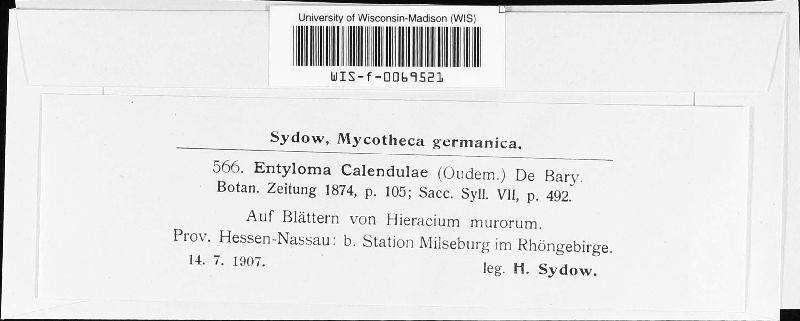 University of Wisconsin-Madison (WIS)
WIS-f-0069521
Sydow, Mycotheca germanica.
566. Entyloma Calendulae (Oudem.) De Bary.
Botan. Zeitung 1874, p. 105; Sacc. Syll. VII, p. 492.
Auf Blättern von Hieracium murorum.
Prov. Hessen-Nassau: b. Station Milseburg im Rhöngebirge.
14. 7. 1907. leg. H. Sydow.